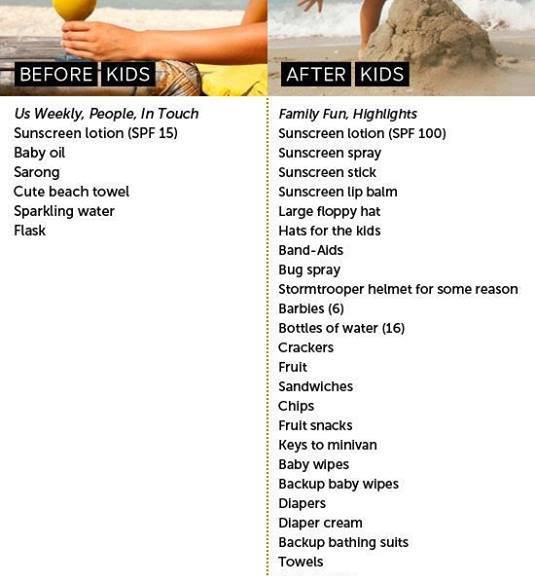 BEFORE KIDS
Us Weekly, People, In Touch
Sunscreen lotion (SPF 15)
Baby oil
Sarong
Cute beach towel
Sparkling water
Flask
AFTER KIDS
Family Fun, Highlights
Sunscreen lotion (SPF 100)
Sunscreen spray
Sunscreen stick
Sunscreen lip balm
Large floppy hat
Hats for the kids
Band-Aids
Bug spray
Stormtrooper helmet for some reason
Barbies (6)
Bottles of water (16)
Crackers
Fruit
Sandwiches
Chips
Fruit snacks
Keys to minivan
Baby wipes
Backup baby wipes
Diapers
Diaper cream
Backup bathing suits
Towels